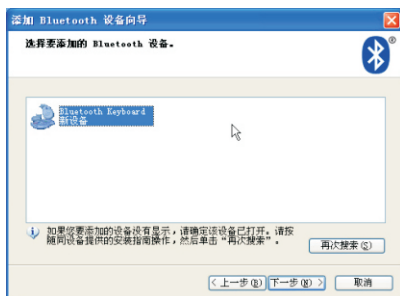 添加 Bluetooth 设备向导
选择要添加的 Bluetooth 设备。
Bluetooth Keyboard
新设备
如果您要添加的设备没有显示，请确定该设备已打开。请按
随同设备提供的安装指南操作，然后单击“再次搜索”。
再次搜索(S)
<上一步(B) 下一步(N)> 取消